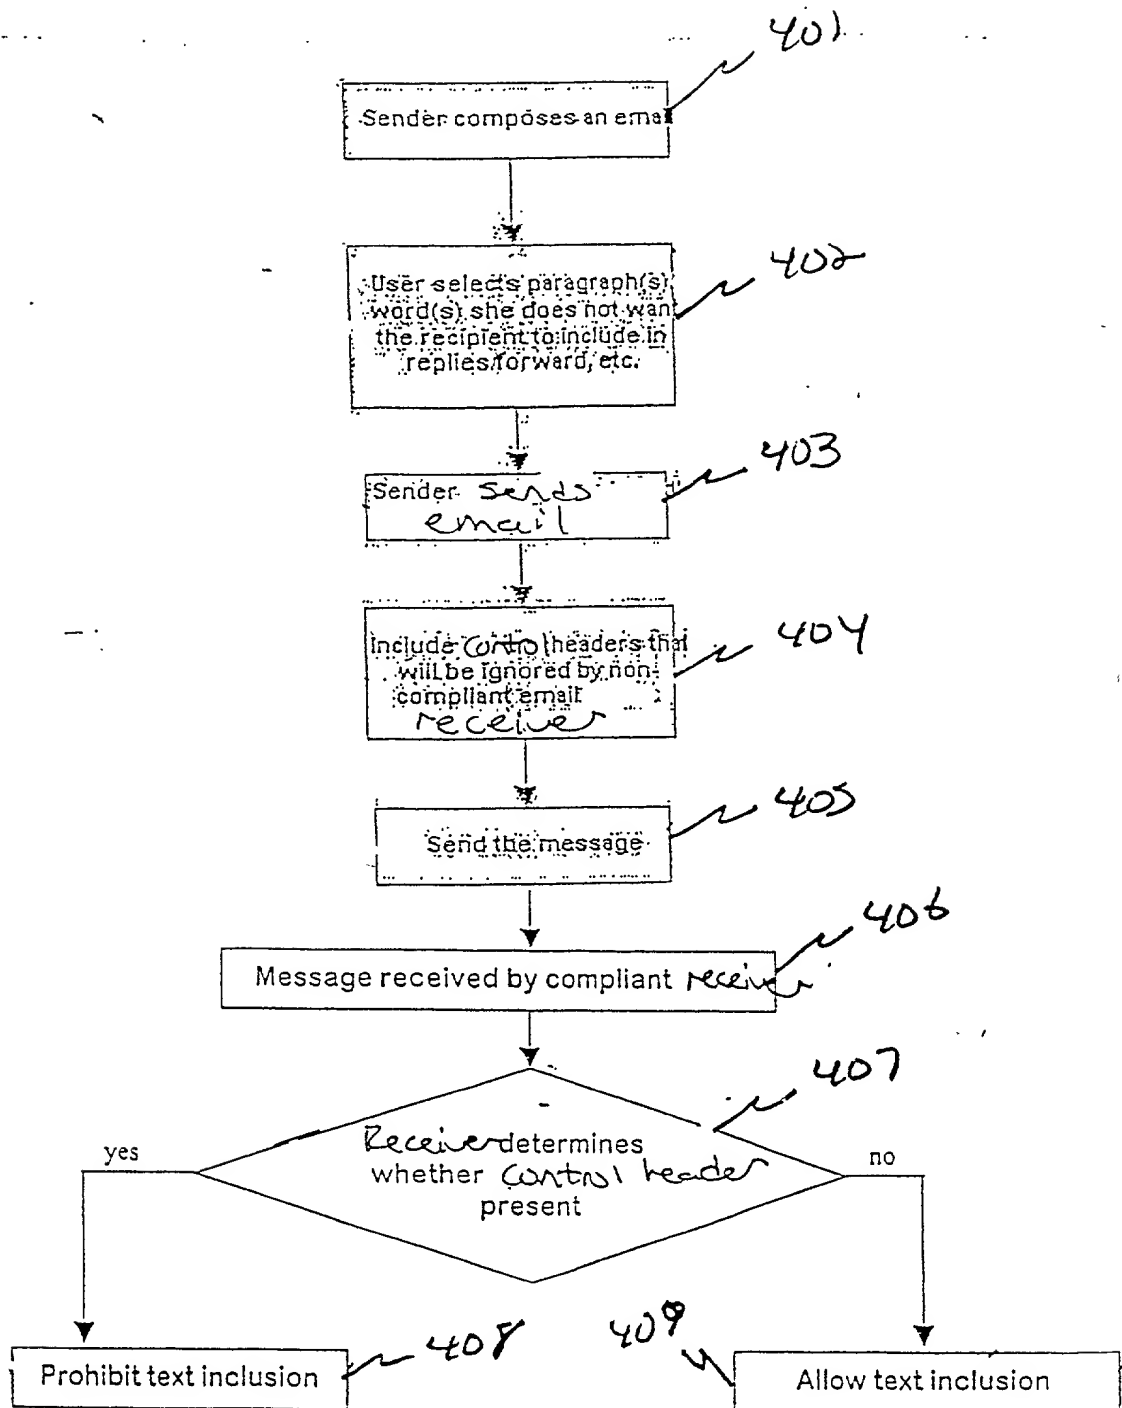 401
Sender composes an emai
402
User selects paragraph(s)
word(s) she does not wan
the recipient to include in
replies/forward, etc.
403
Sender sends
email
404
Include control headers that
will be ignored by non-
compliant email
receiver
405
Send the message
406
Message received by compliant receiver
407
Receiver determines
whether control header
present
yes
no
408
409
Prohibit text inclusion
Allow text inclusion